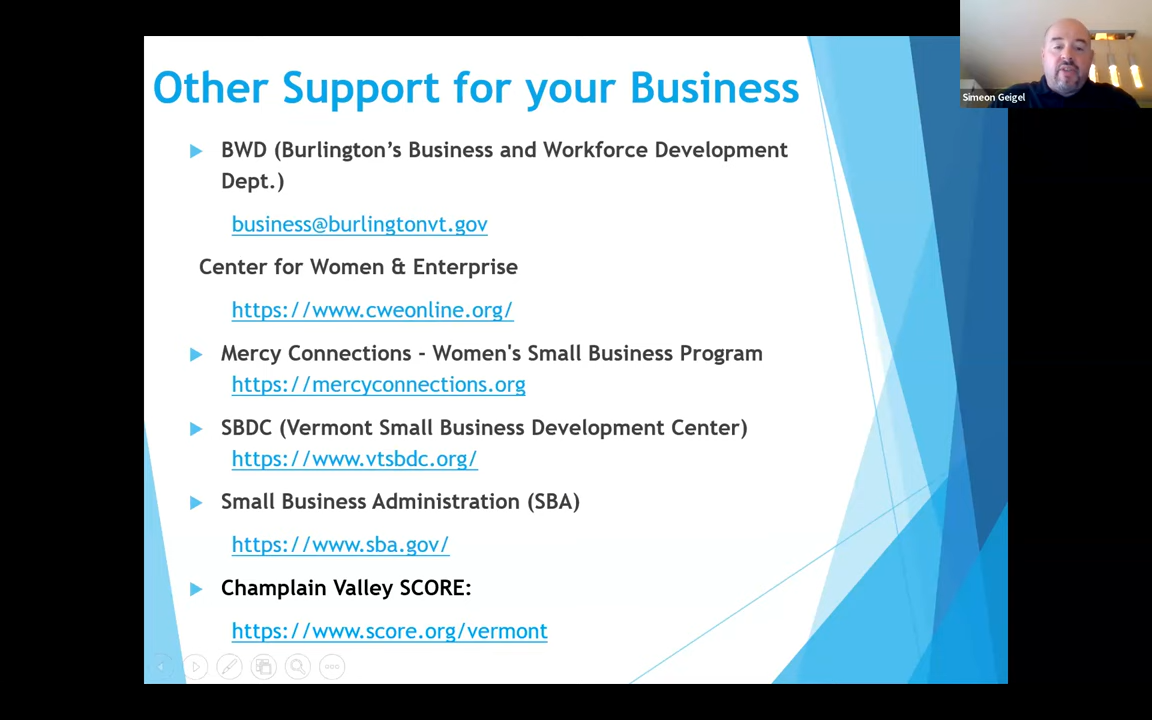 Other Support for your Business
Simeon Geigel
BWD (Burlington’s Business and Workforce Development
Dept.)
business@burlingtonvt.gov
Center for Women & Enterprise
https://www.cweonline.org/
Mercy Connections - Women's Small Business Program
https://mercyconnections.org
SBDC (Vermont Small Business Development Center)
https://www.vtsbdc.org/
Small Business Administration (SBA)
https://www.sba.gov/
Champlain Valley SCORE:
https://www.score.org/vermont